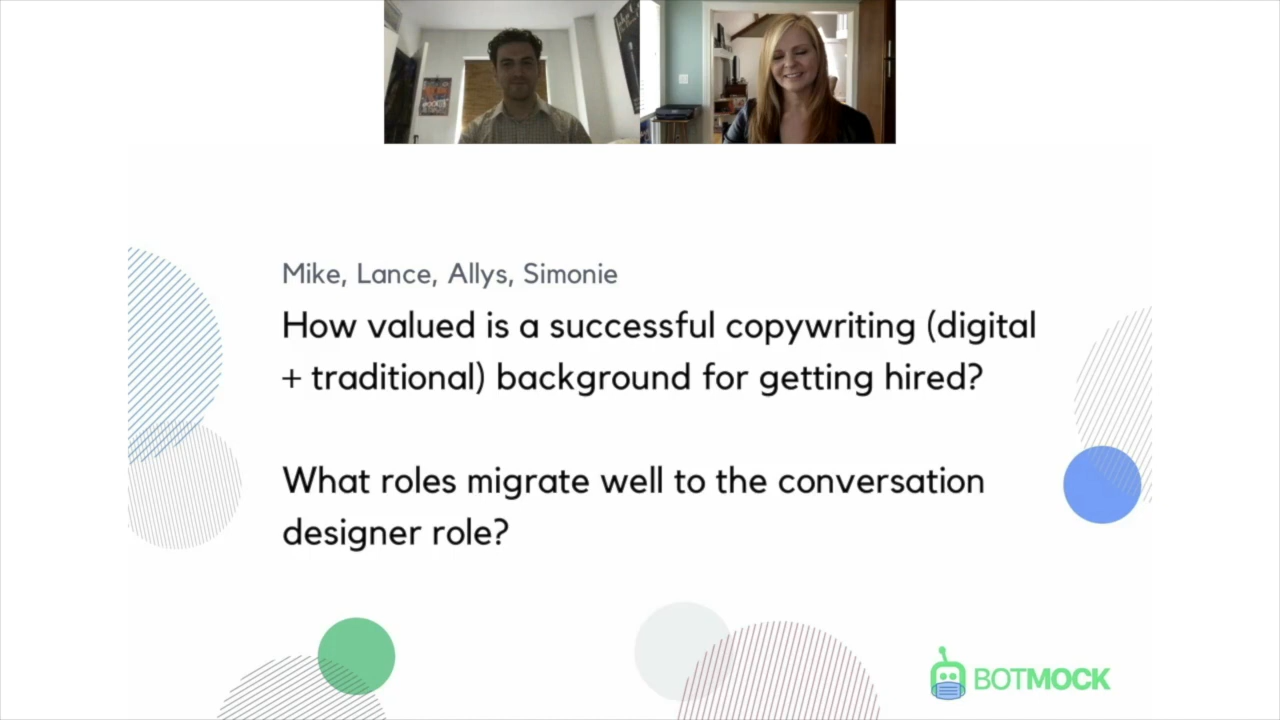 Mike, Lance, Allys, Simonie
How valued is a successful copywriting (digital
+ traditional) background for getting hired?
What roles migrate well to the conversation
designer role?
BOTMOCK